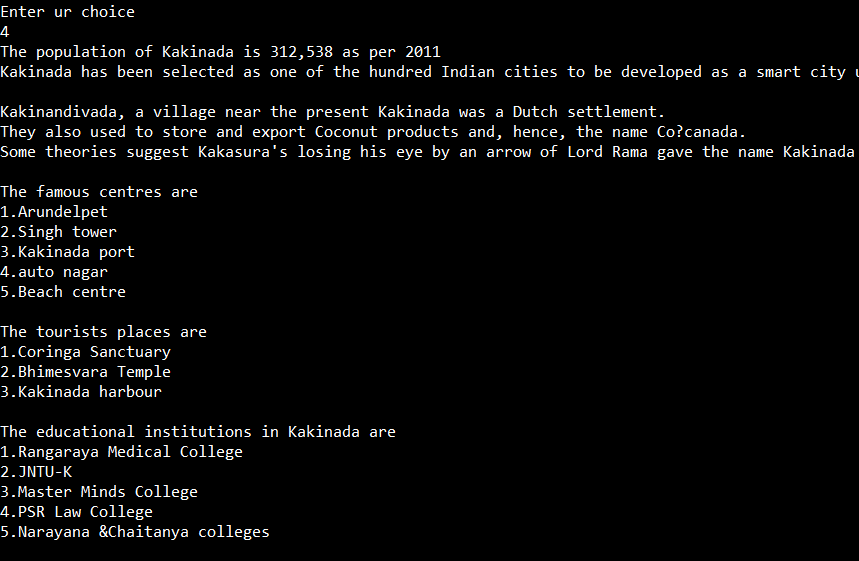 Enter ur choice
4
The population of Kakinada is 312,538 as per 2011
Kakinada has been selected as one of the hundred Indian cities to be developed as a smart city
Kakinandivada, a village near the present Kakinada was a Dutch settlement.
They also used to store and export Coconut products and, hence, the name Co?canada.
Some theories suggest Kakasura's losing his eye by an arrow of Lord Rama gave the name Kakinada
The famous centres are
1.Arundelpet
2.Singh tower
3.Kakinada port
4.auto nagar
5.Beach centre
The tourists places are
1.Coringa Sanctuary
2.Bhimesvara Temple
3.Kakinada harbour
The educational institutions in Kakinada are
1.Rangaraya Medical College
2.JNTU-K
3.Master Minds College
4.PSR Law College
5.Narayana &Chaitanya colleges